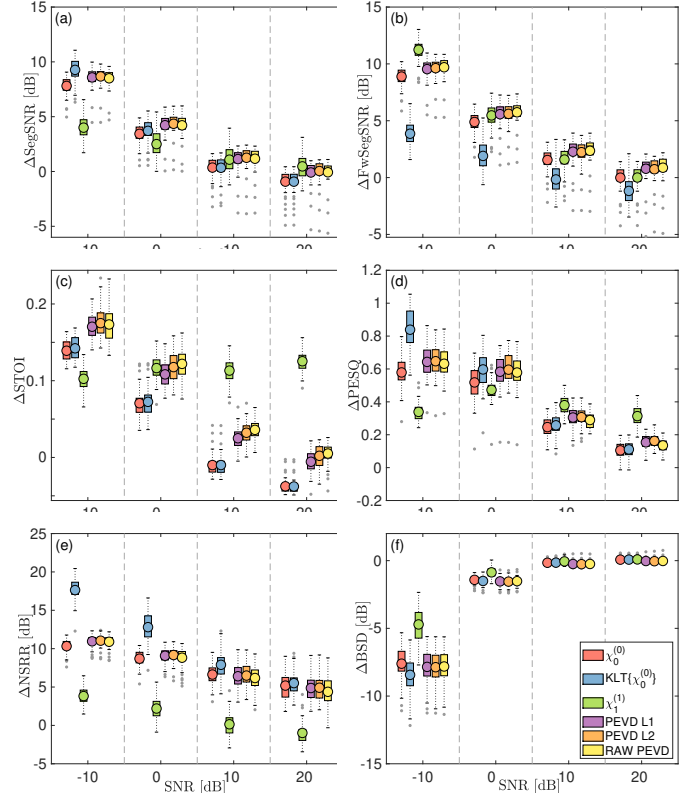 (a)
ΔSegSNR [dB]
15
10
5
0
-5
-10
0
10
20
(b)
ΔFwSegSNR [dB]
15
10
5
0
-5
-10
0
10
20
(c)
ΔSTOI
0.2
0.1
0
-10
0
10
20
(d)
ΔPESQ
1.2
1
0.8
0.6
0.4
0.2
0
-0.2
-10
0
10
20
(e)
ΔNSRR [dB]
25
20
15
10
5
0
-5
-10
0
10
20
SNR [dB]
(f)
ΔBSD [dB]
0
-5
-10
-15
-10
0
10
20
SNR [dB]
χ₀⁽⁰⁾
KLT{χ₀⁽⁰⁾}
χ₁⁽¹⁾
PEVD L1
PEVD L2
RAW PEVD